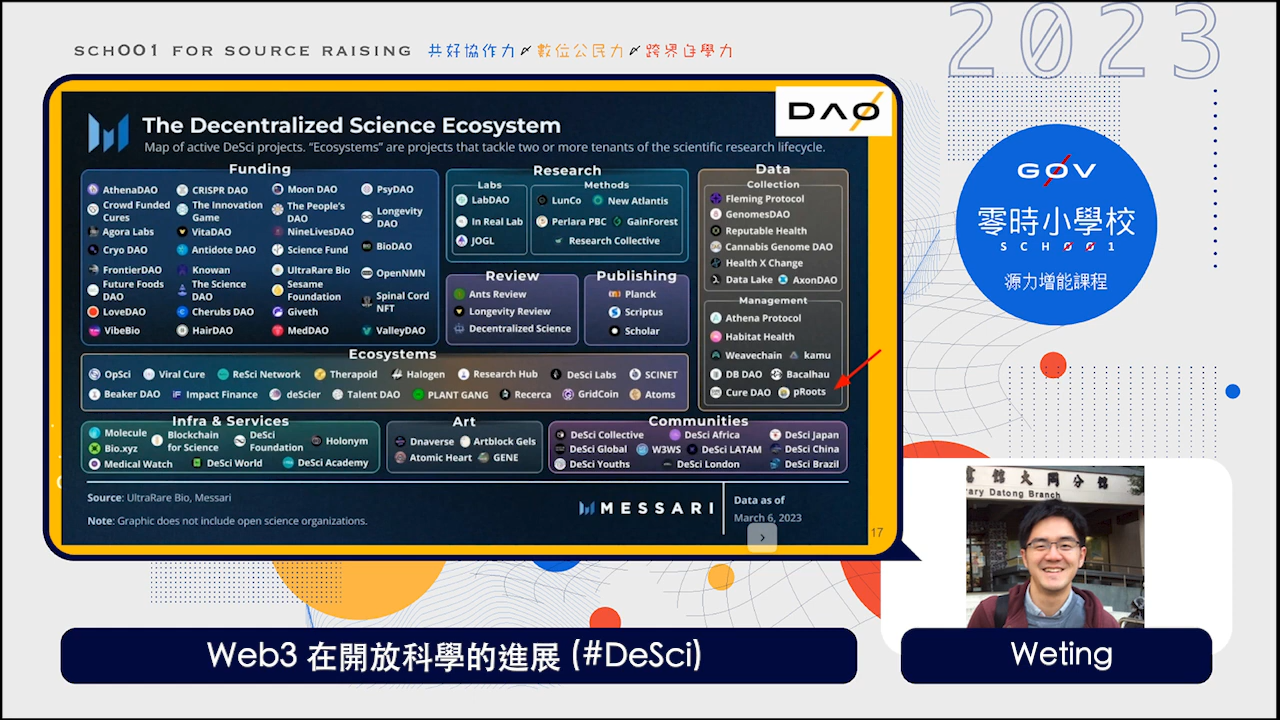 SCH001 FOR SOURCE RAISING 共好協作力 数位公民力 跨界自學力
2023
DAO
The Decentralized Science Ecosystem
Map of active DeSci projects. “Ecosystems” are projects that tackle two or more tenants of the scientific research lifecycle.
Funding
AthenaDAO
CRISPR DAO
Moon DAO
PsyDAO
Crowd Funded Cures
The Innovation Game
The People's DAO
Longevity DAO
Agora Labs
VitaDAO
NineLivesDAO
Cryo DAO
Antidote DAO
Science Fund
BioDAO
FrontierDAO
Knowan
UltraRare Bio
OpenNMN
Future Foods DAO
The Science DAO
Sesame Foundation
Spinal Cord NFT
LoveDAO
Cherubs DAO
Giveth
VibeBio
HairDAO
MedDAO
ValleyDAO
Research
Labs
LabDAO
In Real Lab
JOGL
Methods
LunCo
New Atlantis
Perlara PBC
GainForest
Research Collective
Review
Ants Review
Longevity Review
Decentralized Science
Publishing
Planck
Scriptus
Scholar
Data
Collection
Fleming Protocol
GenomesDAO
Reputable Health
Cannabis Genome DAO
Health X Change
Data Lake
AxonDAO
Management
Athena Protocol
Habitat Health
Weavechain
kamu
DB DAO
Bacalhau
Cure DAO
pRoots
Ecosystems
OpSci
Viral Cure
ReSci Network
Therapoid
Halogen
Research Hub
DeSci Labs
SCINET
Beaker DAO
Impact Finance
deScier
Talent DAO
PLANT GANG
Recerca
GridCoin
Atoms
Infra & Services
Molecule
Blockchain for Science
DeSci Foundation
Holonym
Bio.xyz
Medical Watch
DeSci World
DeSci Academy
Art
Dnaverse
Artblock Gels
Atomic Heart
GENE
Communities
DeSci Collective
DeSci Africa
DeSci Japan
DeSci Global
W3WS
DeSci LATAM
DeSci China
DeSci Youths
DeSci London
DeSci Brazil
Source: UltraRare Bio, Messari
Note: Graphic does not include open science organizations.
MESSARI
Data as of
March 6, 2023
17
G0V
零時小學校
SCH001
源力增能課程
館大同分館
rary Datong Branch
Web3 在開放科學的進展 (#DeSci)
Weting